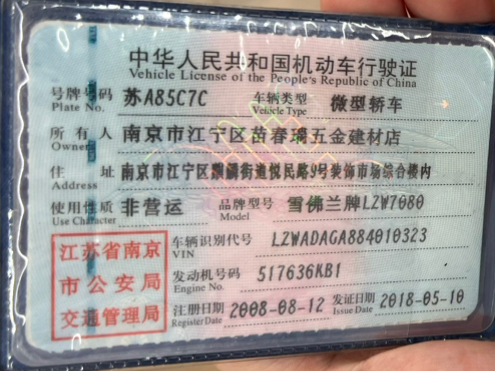 中华人民共和国机动车行驶证
Vehicle License of the People's Republic of China
号牌号码 苏A85C7C 车辆类型 微型轿车
Plate No. Vehicle Type
所有人 南京市江宁区苗春瑞五金建材店
Owner
住址 南京市江宁区麒麟街道悦民路9号装饰市场综合楼内
Address
使用性质 非营运 品牌型号 雪佛兰牌LZW7080
Use Character Model
江苏省南京
市公安局
交通管理局
车辆识别代号 LZWADAGA884010323
VIN
发动机号码 517636KB1
Engine No.
注册日期 2008-08-12 发证日期 2018-05-10
Register Date Issue Date